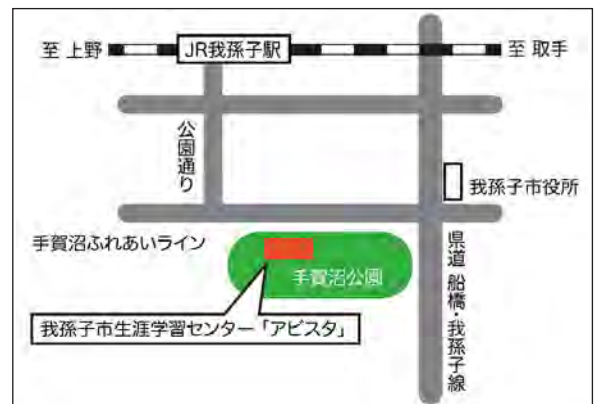 至 上野
JR我孫子駅
至 取手
公園通り
我孫子市役所
手賀沼ふれあいライン
手賀沼公園
県道 船橋・我孫子線
我孫子市生涯学習センター「アビスタ」